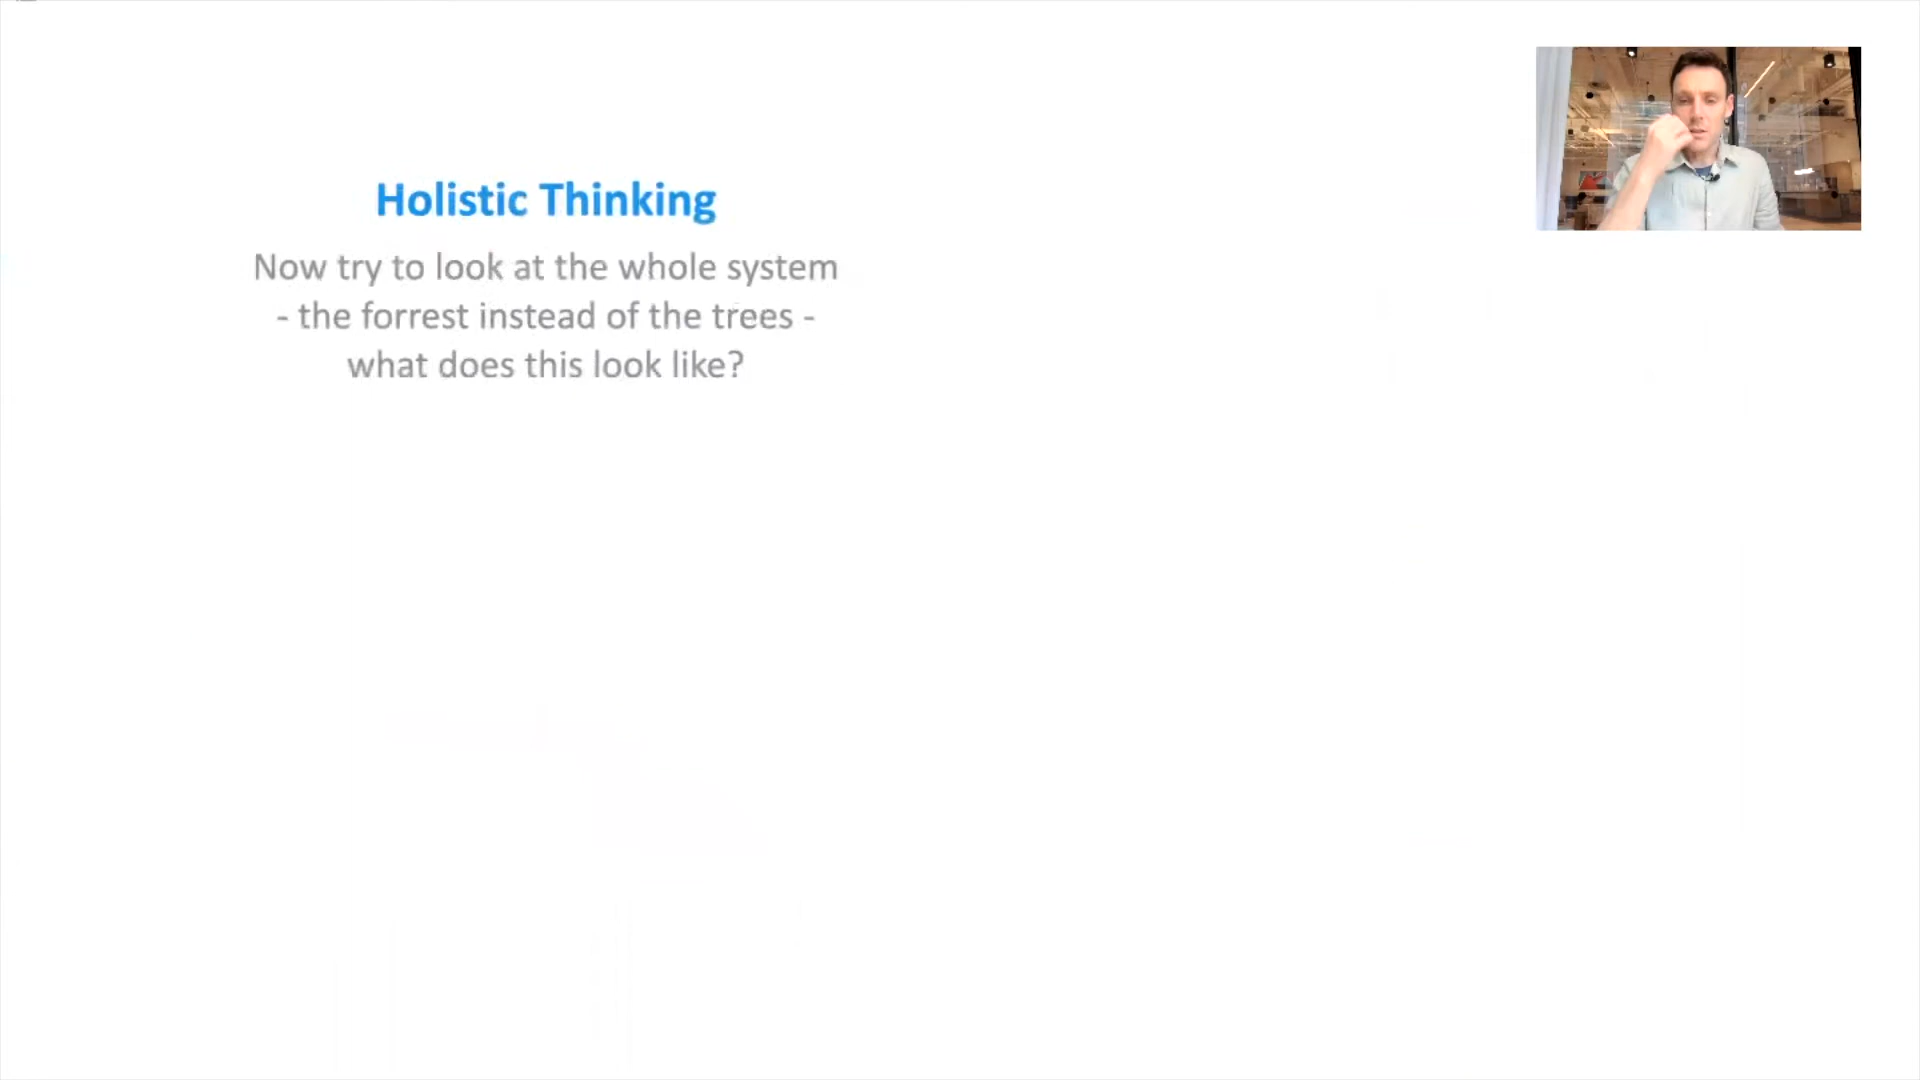 Holistic Thinking
Now try to look at the whole system
- the forrest instead of the trees -
what does this look like?